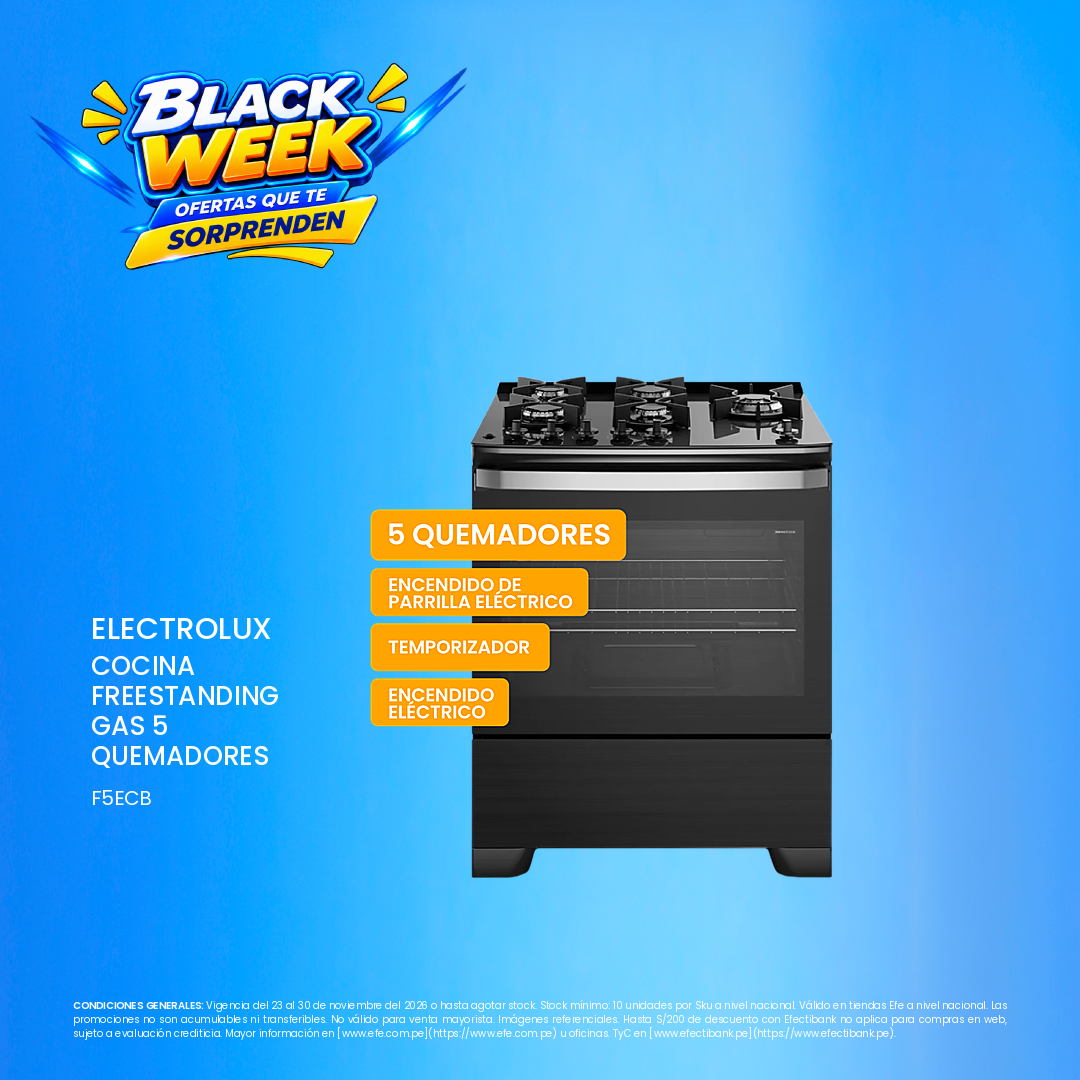 BLACK
WEEK
OFERTAS QUE TE
SORPRENDEN
5 QUEMADORES
ENCENDIDO DE
PARRILLA ELÉCTRICO
TEMPORIZADOR
ENCENDIDO
ELÉCTRICO
ELECTROLUX
COCINA
FREESTANDING
GAS 5
QUEMADORES
F5ECB
CONDICIONES GENERALES: Vigencia del 23 al 30 de noviembre del 2026 o hasta agotar stock. Stock mínimo: 10 unidades por Sku a nivel nacional. Válido en tiendas Efe a nivel nacional. Las
promociones no son acumulables ni transferibles. No válido para venta mayorista. Imágenes referenciales. Hasta S/200 de descuento con Efectibank no aplica para compras en web,
sujeto a evaluación crediticia. Mayor información en [www.efe.com.pe](https://www.efe.com.pe) u oficinas. TyC en [www.efectibank.pe](https://www.efectibank.pe).